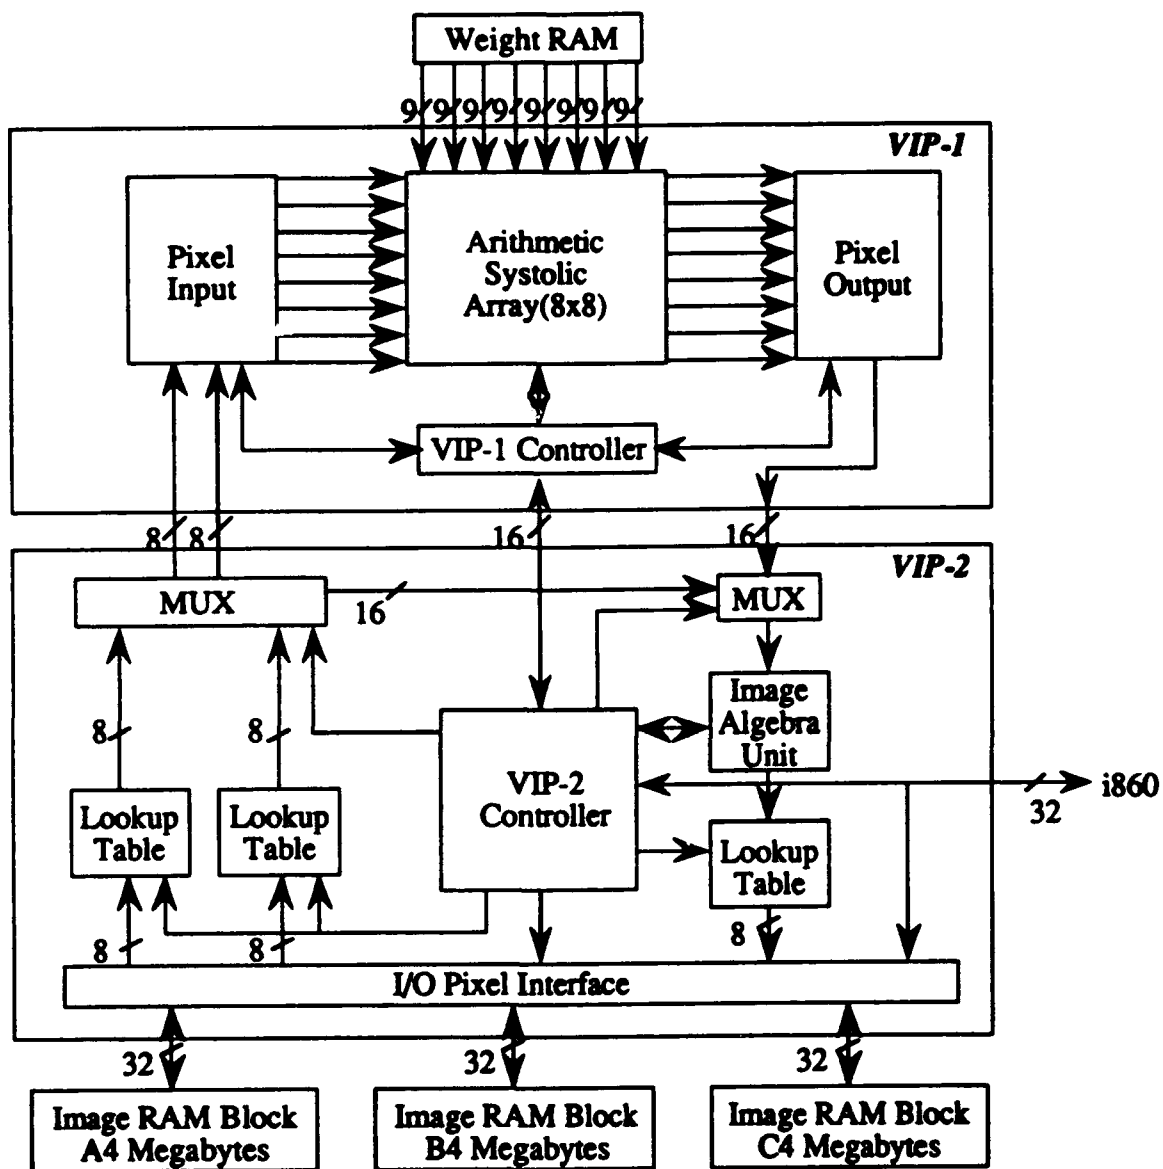 Weight RAM
9 9 9 9 9 9 9 9
VIP-1
Pixel
Input
Arithmetic
Systolic
Array(8x8)
Pixel
Output
VIP-1 Controller
8 8 16 16
VIP-2
MUX
16
MUX
Image
Algebra
Unit
8 8
VIP-2
Controller
i860
32
Lookup
Table
Lookup
Table
Lookup
Table
8 8 8
I/O Pixel Interface
32 32 32
Image RAM Block
A4 Megabytes
Image RAM Block
B4 Megabytes
Image RAM Block
C4 Megabytes